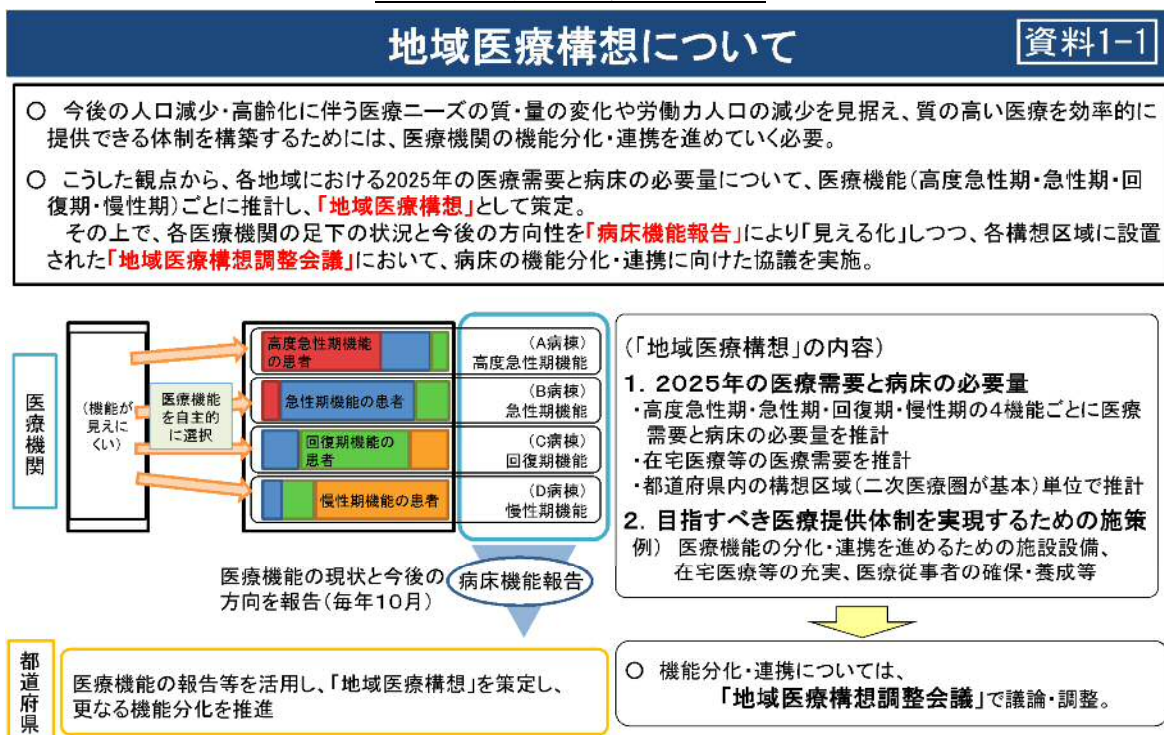 地域医療構想について
資料1-1
○ 今後の人口減少・高齢化に伴う医療ニーズの質・量の変化や労働力人口の減少を見据え、質の高い医療を効率的に
提供できる体制を構築するためには、医療機関の機能分化・連携を進めていく必要。
○ こうした観点から、各地域における2025年の医療需要と病床の必要量について、医療機能(高度急性期・急性期・回
復期・慢性期)ごとに推計し、「地域医療構想」として策定。
その上で、各医療機関の足下の状況と今後の方向性を「病床機能報告」により「見える化」しつつ、各構想区域に設置
された「地域医療構想調整会議」において、病床の機能分化・連携に向けた協議を実施。
医療機関
(機能が
見えに
くい)
医療機能
を自主的
に選択
高度急性期機能
の患者
(A病棟)
高度急性期機能
急性期機能の患者
(B病棟)
急性期機能
回復期機能の
患者
(C病棟)
回復期機能
慢性期機能の患者
(D病棟)
慢性期機能
医療機能の現状と今後の
方向を報告(毎年10月)
病床機能報告
都道府県
医療機能の報告等を活用し、「地域医療構想」を策定し、
更なる機能分化を推進
(「地域医療構想」の内容)
1. 2025年の医療需要と病床の必要量
・高度急性期・急性期・回復期・慢性期の4機能ごとに医療
需要と病床の必要量を推計
・在宅医療等の医療需要を推計
・都道府県内の構想区域(二次医療圏が基本)単位で推計
2. 目指すべき医療提供体制を実現するための施策
例) 医療機能の分化・連携を進めるための施設設備、
在宅医療等の充実、医療従事者の確保・養成等
○ 機能分化・連携については、
「地域医療構想調整会議」で議論・調整。